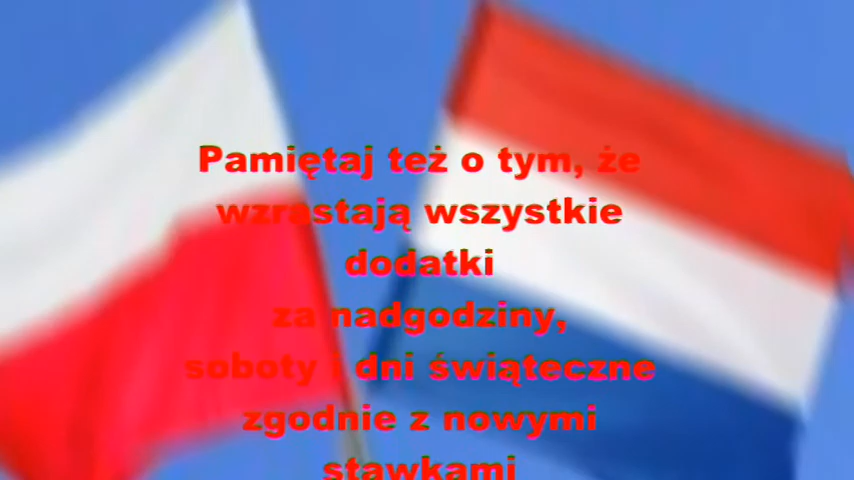 Pamiętaj też o tym, że
wzrastają wszystkie
dodatki
za nadgodziny,
soboty i dni świąteczne
zgodnie z nowymi
stawkami